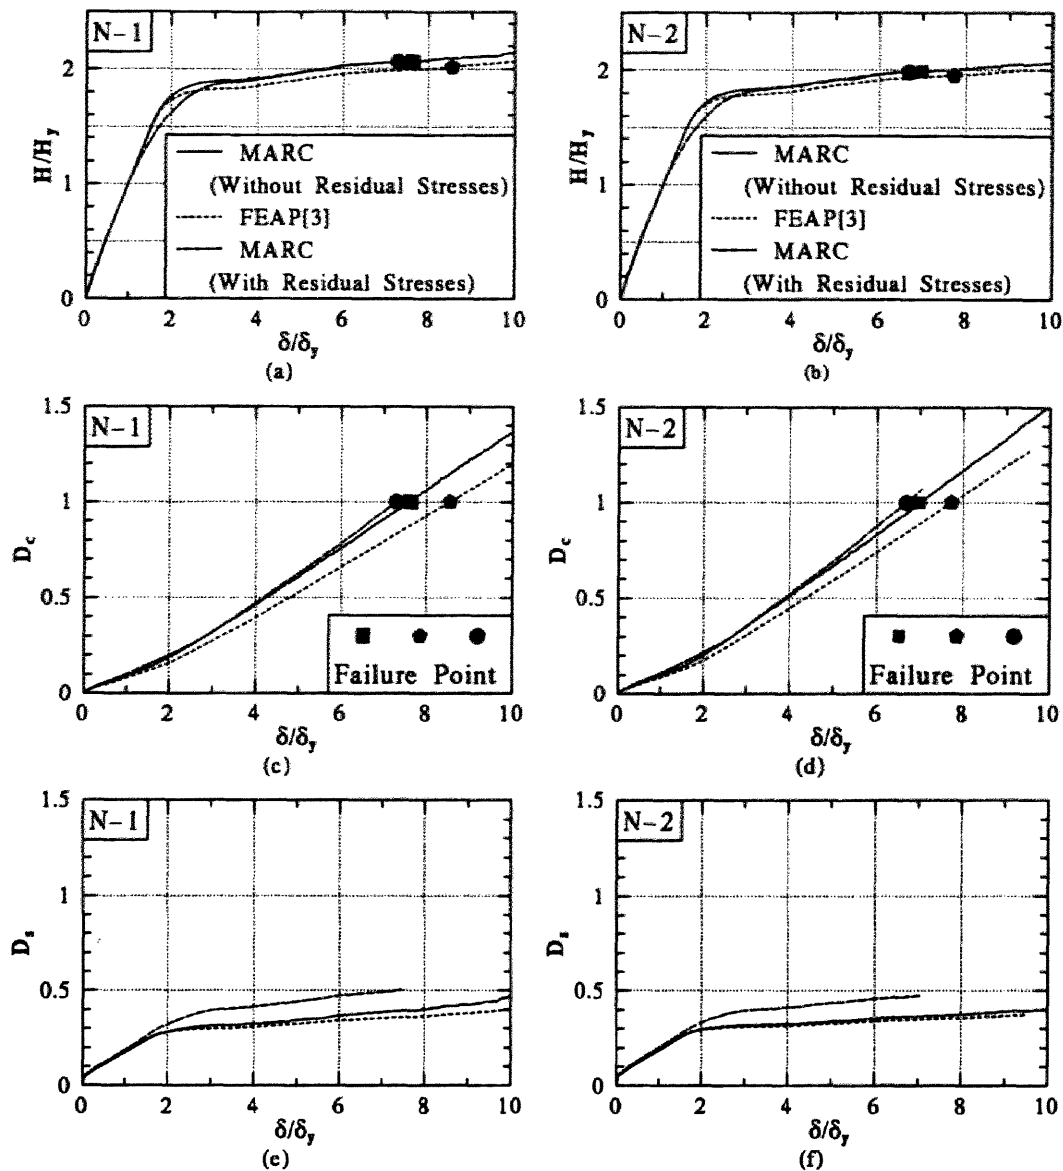 N-1
2
1
0
H/Hy
MARC
(Without Residual Stresses)
FEAP[3]
MARC
(With Residual Stresses)
0 2 4 6 8 10
δ/δy
(a)
N-2
2
1
0
H/Hy
MARC
(Without Residual Stresses)
FEAP[3]
MARC
(With Residual Stresses)
0 2 4 6 8 10
δ/δy
(b)
N-1
1.5
1
0.5
0
Dc
Failure Point
0 2 4 6 8 10
δ/δy
(c)
N-2
1.5
1
0.5
0
Dc
Failure Point
0 2 4 6 8 10
δ/δy
(d)
N-1
1.5
1
0.5
0
Ds
0 2 4 6 8 10
δ/δy
(e)
N-2
1.5
1
0.5
0
Ds
0 2 4 6 8 10
δ/δy
(f)